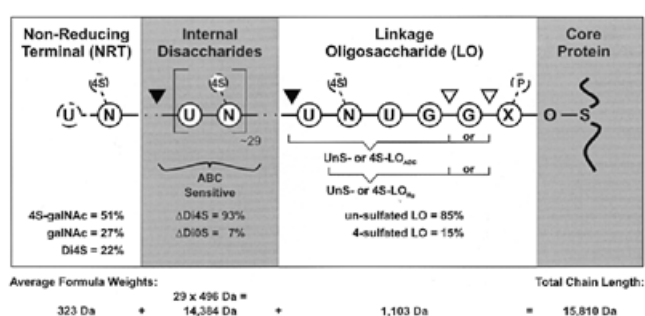 Non-Reducing Terminal (NRT)
Internal Disaccharides
Linkage Oligosaccharide (LO)
Core Protein
4S 4S 4S P
U N U N U N U G G X O S
~29
or
UnS- or 4S-LO
or
UnS- or 4S-LO
ABC Sensitive
4S-galNAc = 51%
galNAc = 27%
Di4S = 22%
ΔDi4S = 93%
ΔDi0S = 7%
un-sulfated LO = 85%
4-sulfated LO = 15%
Average Formula Weights:
Total Chain Length:
323 Da + 29 x 496 Da = 14,384 Da + 1,103 Da = 15,810 Da